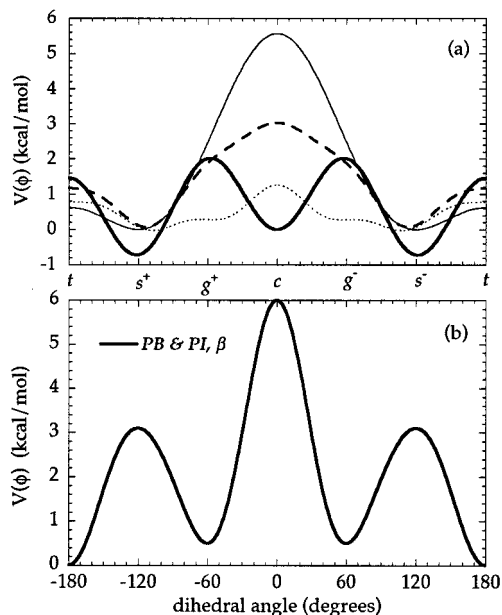 6
(a)
5
4
3
2
1
0
-1
V(ϕ) (kcal/mol)
t s⁺ g⁺ c g⁻ s⁻ t
6
(b)
PB & PI, β
5
4
3
2
1
0
V(ϕ) (kcal/mol)
-180 -120 -60 0 60 120 180
dihedral angle (degrees)